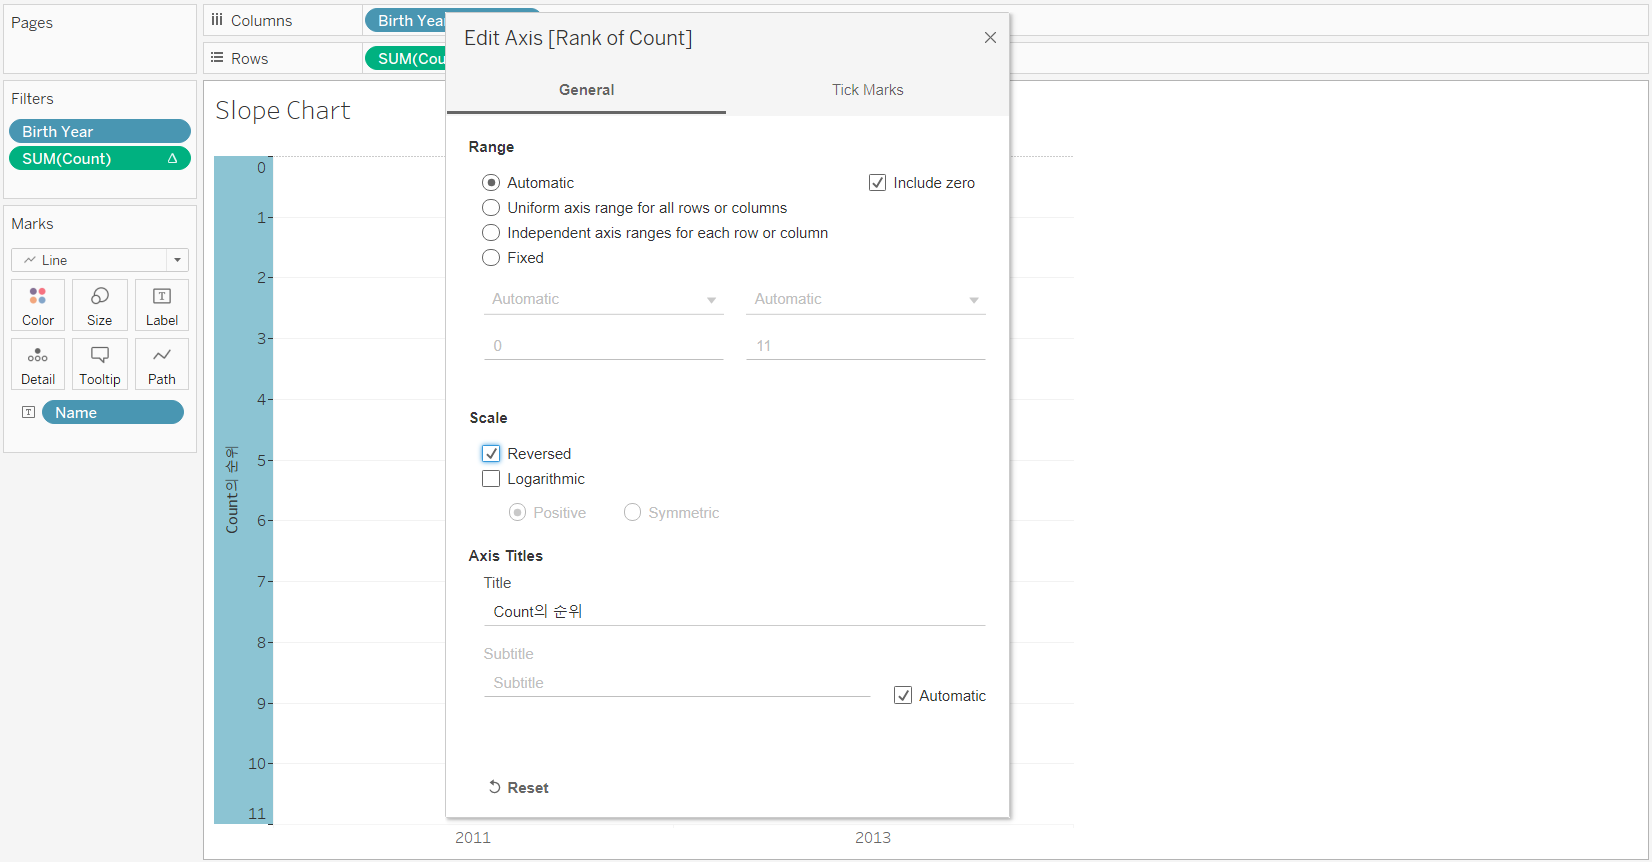 Pages
Columns
Birth Yea
Rows
SUM(Cou
Filters
Birth Year
SUM(Count) Δ
Marks
Line
Color
Size
Label
Detail
Tooltip
Path
Name
Slope Chart
Count의 순위
0
1
2
3
4
5
6
7
8
9
10
11
2011
2013
Edit Axis [Rank of Count]
General
Tick Marks
Range
Automatic
Include zero
Uniform axis range for all rows or columns
Independent axis ranges for each row or column
Fixed
Automatic
Automatic
0
11
Scale
Reversed
Logarithmic
Positive
Symmetric
Axis Titles
Title
Count의 순위
Subtitle
Subtitle
Automatic
Reset